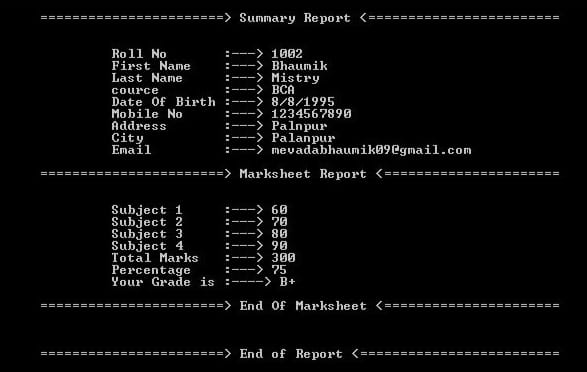 =======================> Summary Report <=========================
Roll No :---> 1002
First Name :---> Bhaumik
Last Name :---> Mistry
cource :---> BCA
Date Of Birth :---> 8/8/1995
Mobile No :---> 1234567890
Address :---> Palnpur
City :---> Palanpur
Email :---> mevadabhaumik09@gmail.com
=======================> Marksheet Report <=======================
Subject 1 :---> 60
Subject 2 :---> 70
Subject 3 :---> 80
Subject 4 :---> 90
Total Marks :---> 300
Percentage :---> 75
Your Grade is :----> B+
=======================> End Of Marksheet <=======================
=======================> End of Report <==========================